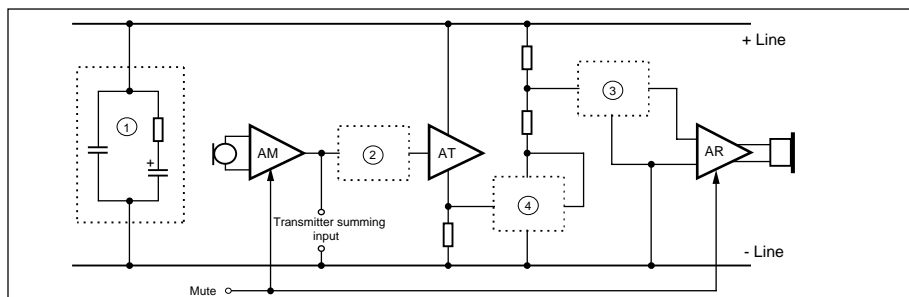 + Line
1
+
AM
2
AT
3
AR
4
Transmitter summing
input
- Line
Mute